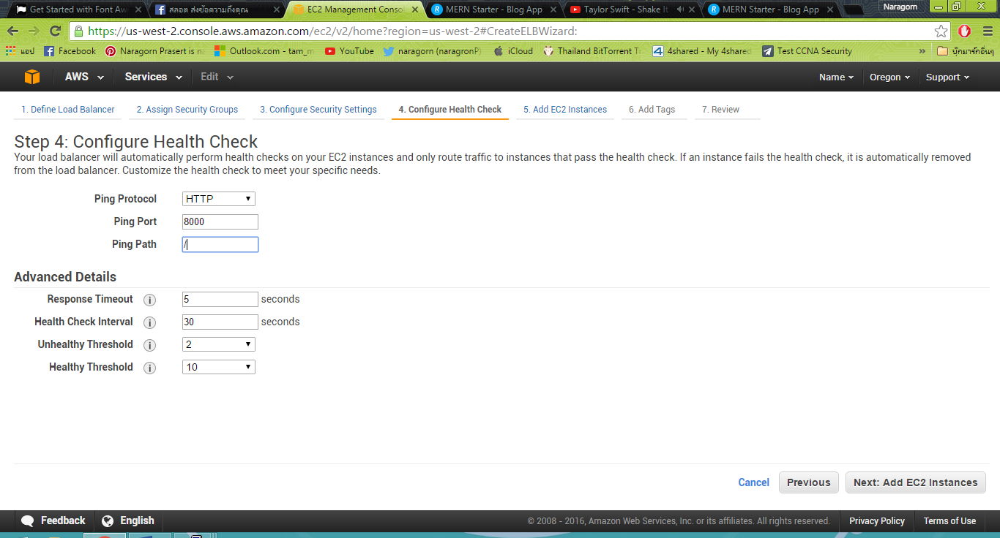 Get Started with Font Aw
สลอต ส่งข้อความถึงคุณ
EC2 Management Conso
MERN Starter - Blog App
Taylor Swift - Shake It
MERN Starter - Blog App
Naragorn
https://us-west-2.console.aws.amazon.com/ec2/v2/home?region=us-west-2#CreateELBWizard:
แอป
Facebook
Naragorn Prasert is n
Outlook.com - tam_m
YouTube
naragorn (naragronP)
iCloud
Thailand BitTorrent T
4shared - My 4shared
Test CCNA Security
»
บุ๊กมาร์กอื่นๆ
AWS Services Edit
Name Oregon Support
1. Define Load Balancer 2. Assign Security Groups 3. Configure Security Settings 4. Configure Health Check 5. Add EC2 Instances 6. Add Tags 7. Review
Step 4: Configure Health Check
Your load balancer will automatically perform health checks on your EC2 instances and only route traffic to instances that pass the health check. If an instance fails the health check, it is automatically removed
from the load balancer. Customize the health check to meet your specific needs.
Ping Protocol HTTP
Ping Port 8000
Ping Path /
Advanced Details
Response Timeout i 5 seconds
Health Check Interval i 30 seconds
Unhealthy Threshold i 2
Healthy Threshold i 10
Cancel Previous Next: Add EC2 Instances
Feedback English
© 2008 - 2016, Amazon Web Services, Inc. or its affiliates. All rights reserved. Privacy Policy Terms of Use